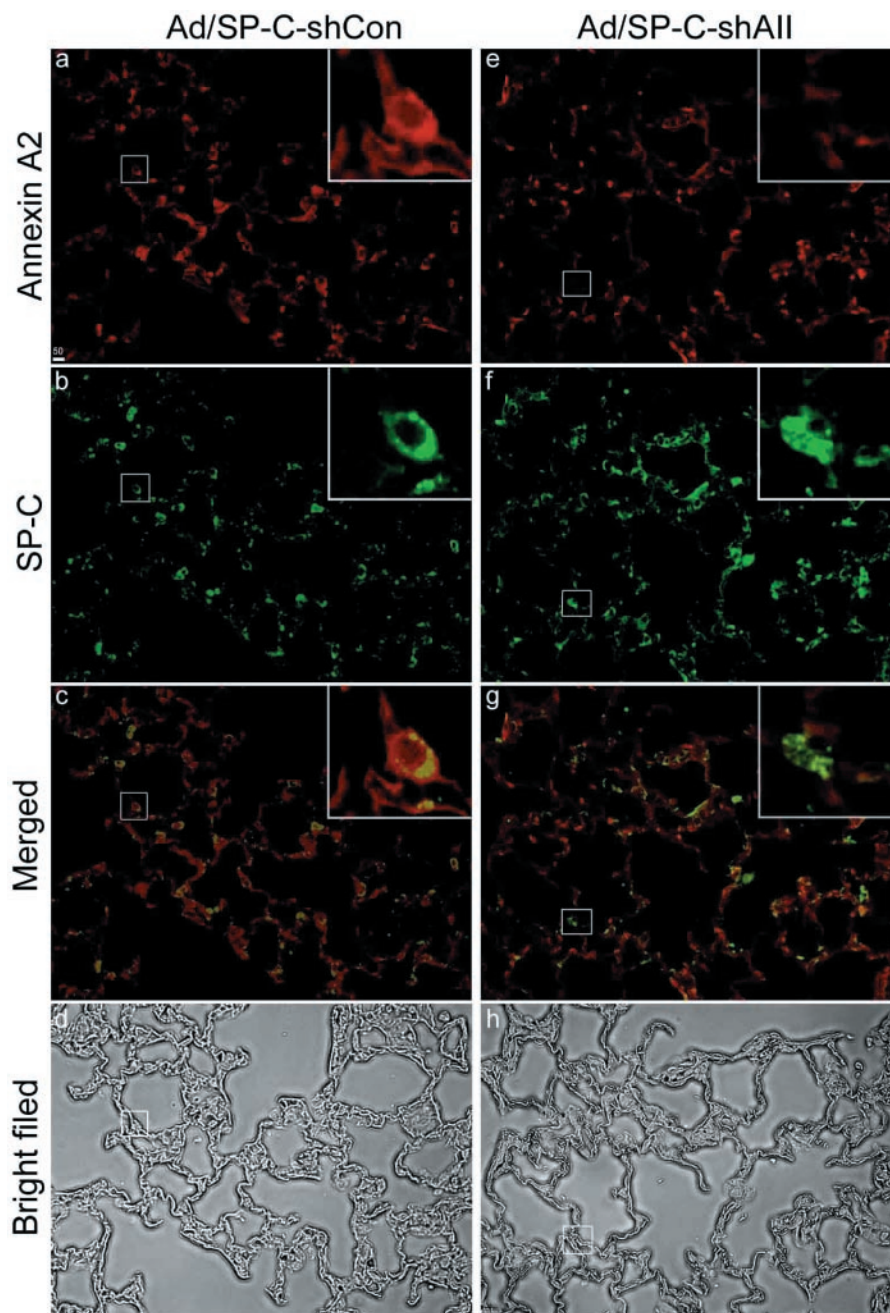 Ad/SP-C-shCon
Ad/SP-C-shAII
Annexin A2
a
50
e
SP-C
b
f
Merged
c
g
Bright filed
d
h